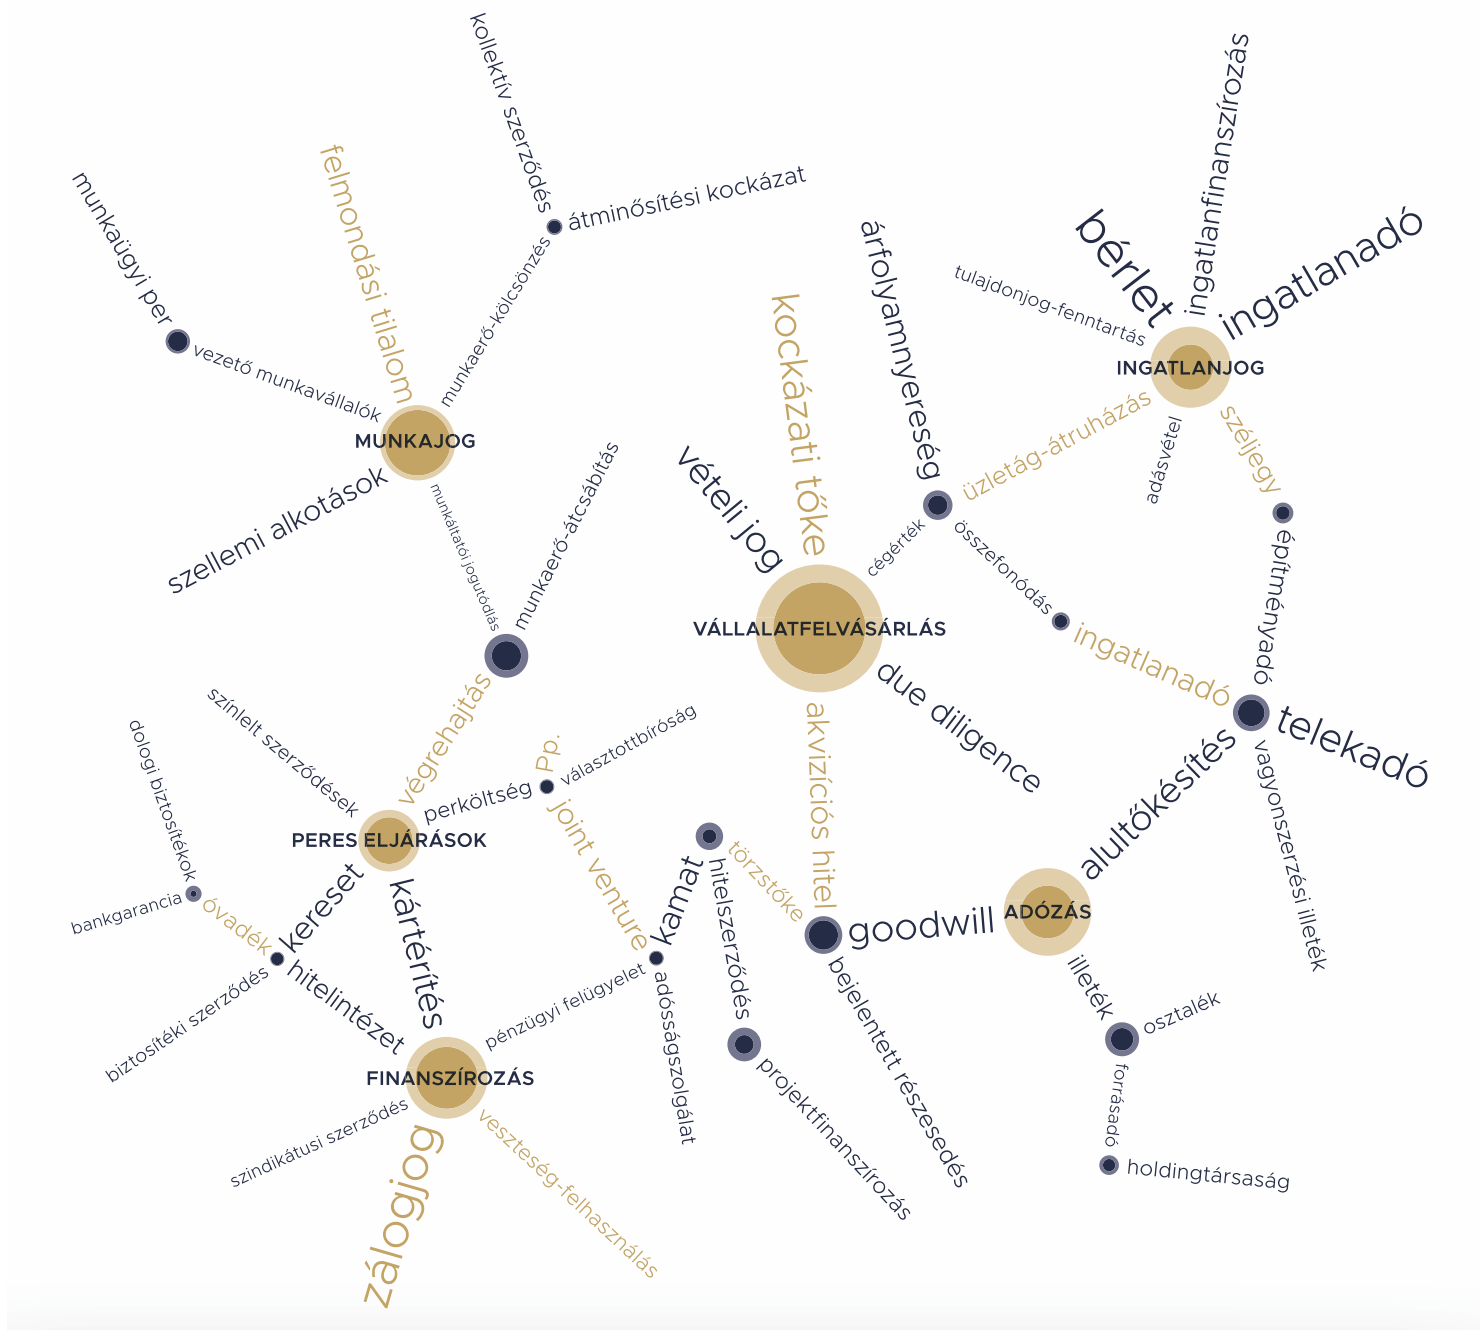 kollektív szerződés
átminősítési kockázat
munkaerő-kölcsönzés
felmondási tilalom
munkaügyi per
vezető munkavállalók
MUNKAJOG
szellemi alkotások
munkáltatói jogutódlás
munkaerő-átcsábítás
ingatlanfinanszírozás
bérlet
ingatlanadó
tulajdonjog-fenntartás
INGATLANJOG
üzletág-átruházás
adásvétel
széljegy
építményadó
árfolyamnyereség
kockázati tőke
vételi jog
cégérték
összefonódás
ingatlanadó
VÁLLALATFELVÁSÁRLÁS
due diligence
akvizíciós hitel
telekadó
alultőkésítés
vagyonszerzési illeték
végrehajtás
színlelt szerződések
dologi biztosítékok
Pp.
választottbíróság
perköltség
PERES ELJÁRÁSOK
joint venture
bankgarancia
óvadék
kereset
kártérítés
hitelintézet
biztosítéki szerződés
kamat
törzstőke
hitelszerződés
goodwill
ADÓZÁS
pénzügyi felügyelet
adósságszolgálat
bejelentett részesedés
illeték
osztalék
forrásadó
holdingtársaság
FINANSZÍROZÁS
projektfinanszírozás
szindikátusi szerződés
zálogjog
veszteség-felhasználás